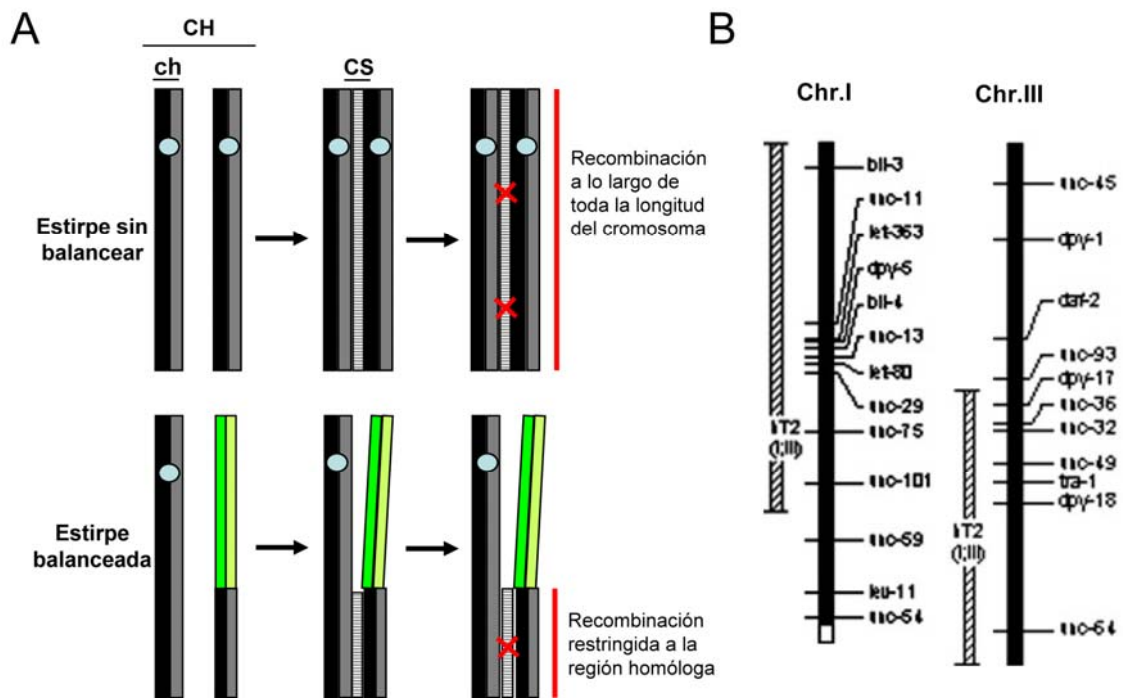 A
CH
ch
CS
Estirpe sin
balancear
Recombinación
a lo largo de
toda la longitud
del cromosoma
Estirpe
balanceada
Recombinación
restringida a la
región homóloga
B
Chr.I
bli-3
unc-11
let-363
dpy-5
bli-4
unc-13
let-80
unc-29
unc-75
unc-101
unc-59
lev-11
unc-54
hT2
(I;III)
Chr.III
unc-45
dpy-1
daf-2
unc-93
dpy-17
unc-36
unc-32
unc-49
tra-1
dpy-18
unc-64
hT2
(I;III)